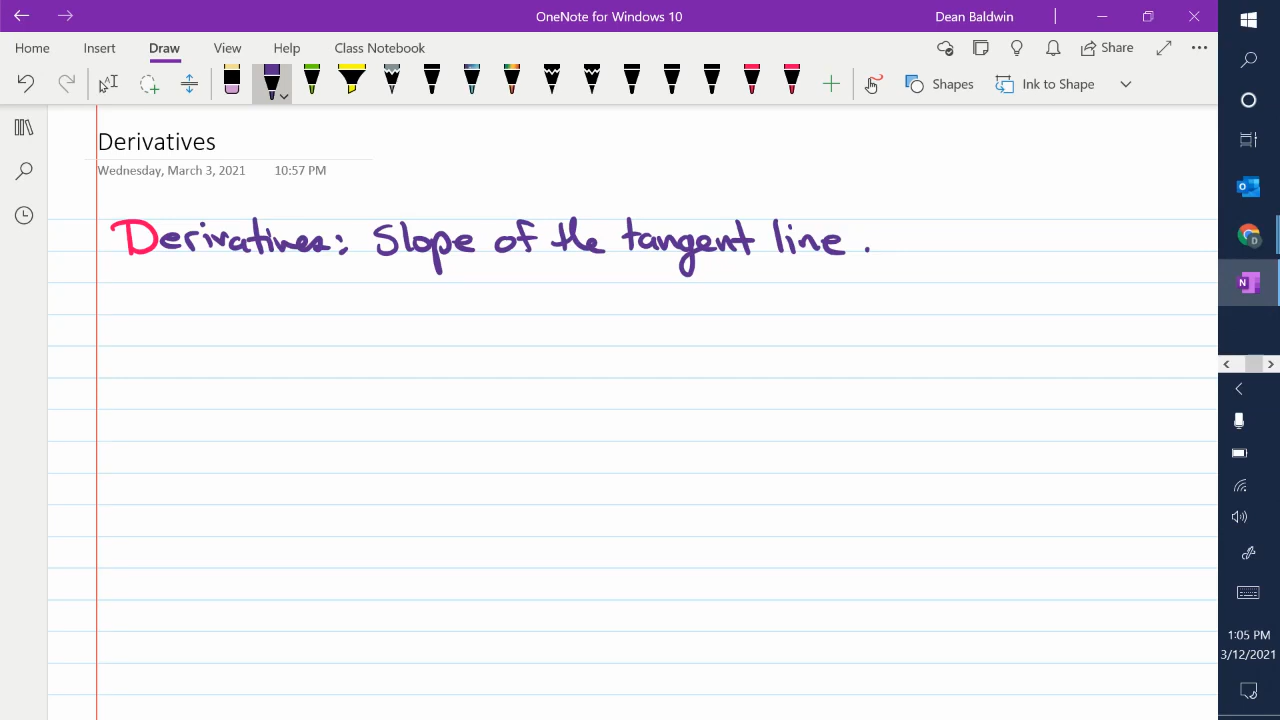 OneNote for Windows 10
Dean Baldwin
Home Insert Draw View Help Class Notebook
Share
Shapes
Ink to Shape
Derivatives
Wednesday, March 3, 2021 10:57 PM
Derivatives: Slope of the tangent line .
1:05 PM
3/12/2021